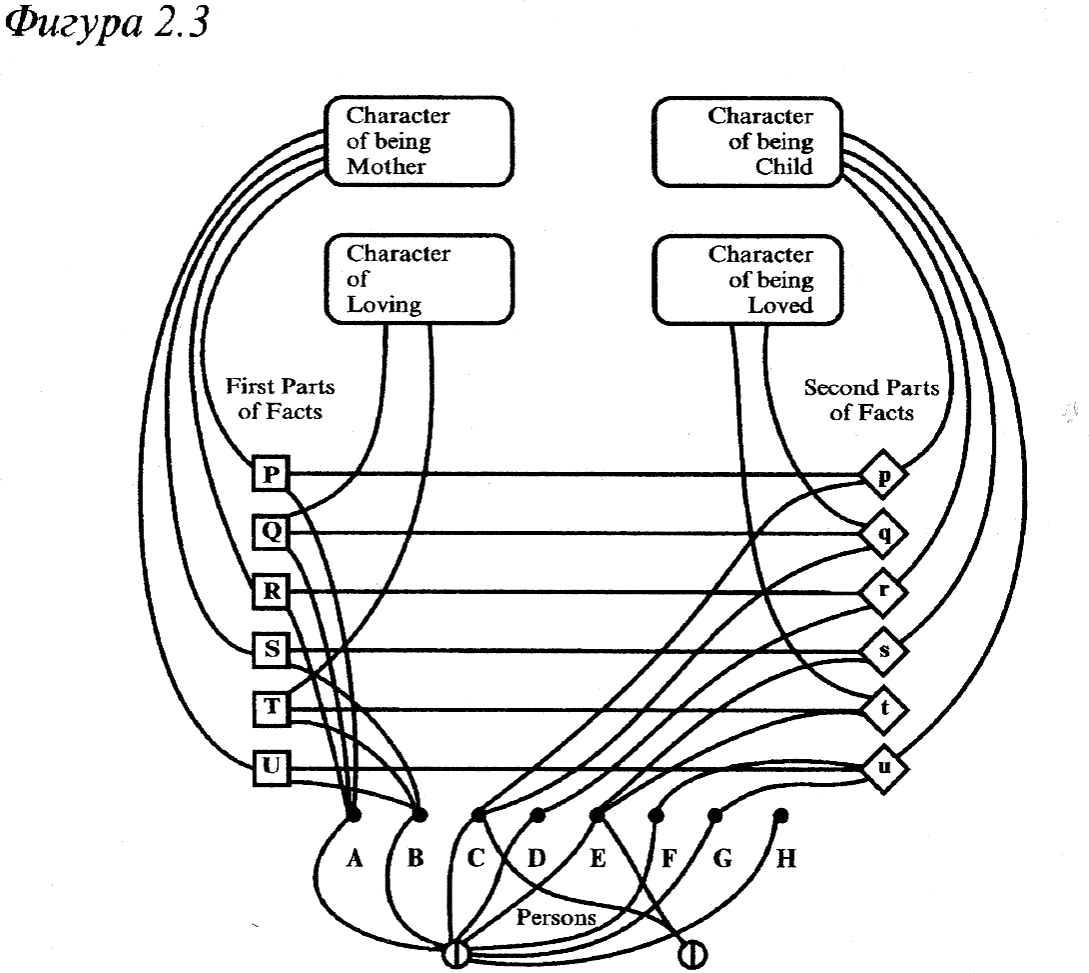 Фигура 2.3
Character
of being
Mother
Character
of being
Child
Character
of
Loving
Character
of being
Loved
First Parts
of Facts
Second Parts
of Facts
P
p
Q
q
R
r
S
s
T
t
U
u
A B C D E F G H
Persons